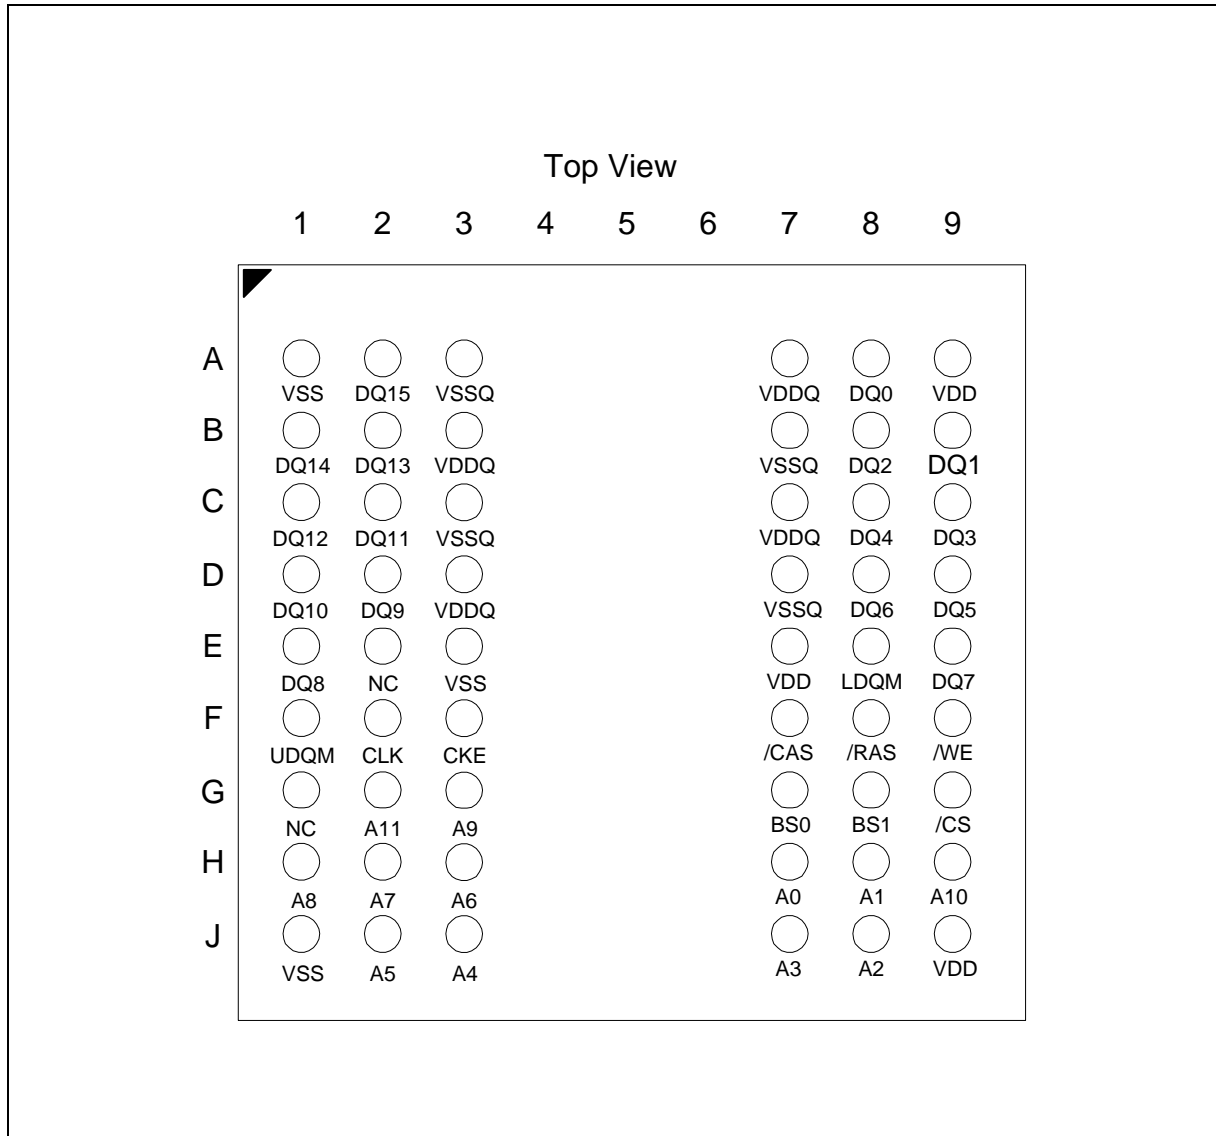 Top View
1 2 3 4 5 6 7 8 9
A
VSS DQ15 VSSQ VDDQ DQ0 VDD
B
DQ14 DQ13 VDDQ VSSQ DQ2 DQ1
C
DQ12 DQ11 VSSQ VDDQ DQ4 DQ3
D
DQ10 DQ9 VDDQ VSSQ DQ6 DQ5
E
DQ8 NC VSS VDD LDQM DQ7
F
UDQM CLK CKE /CAS /RAS /WE
G
NC A11 A9 BS0 BS1 /CS
H
A8 A7 A6 A0 A1 A10
J
VSS A5 A4 A3 A2 VDD